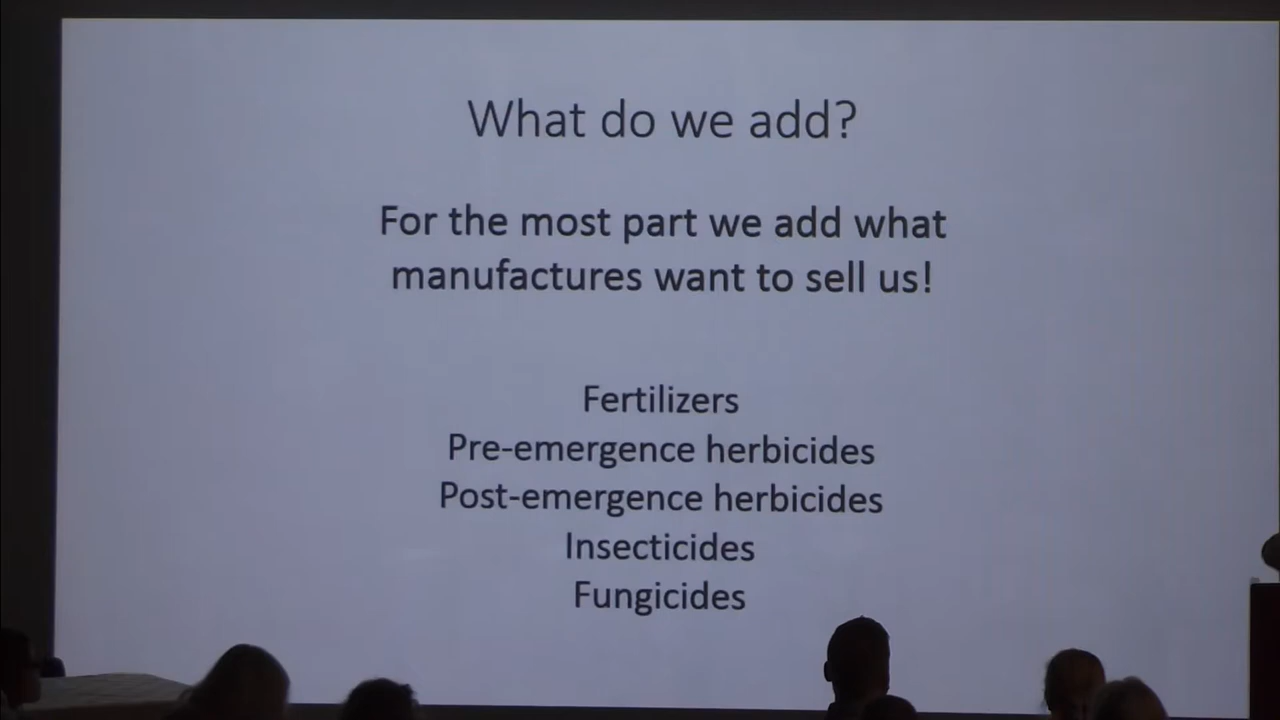 What do we add?
For the most part we add what
manufactures want to sell us!
Fertilizers
Pre-emergence herbicides
Post-emergence herbicides
Insecticides
Fungicides